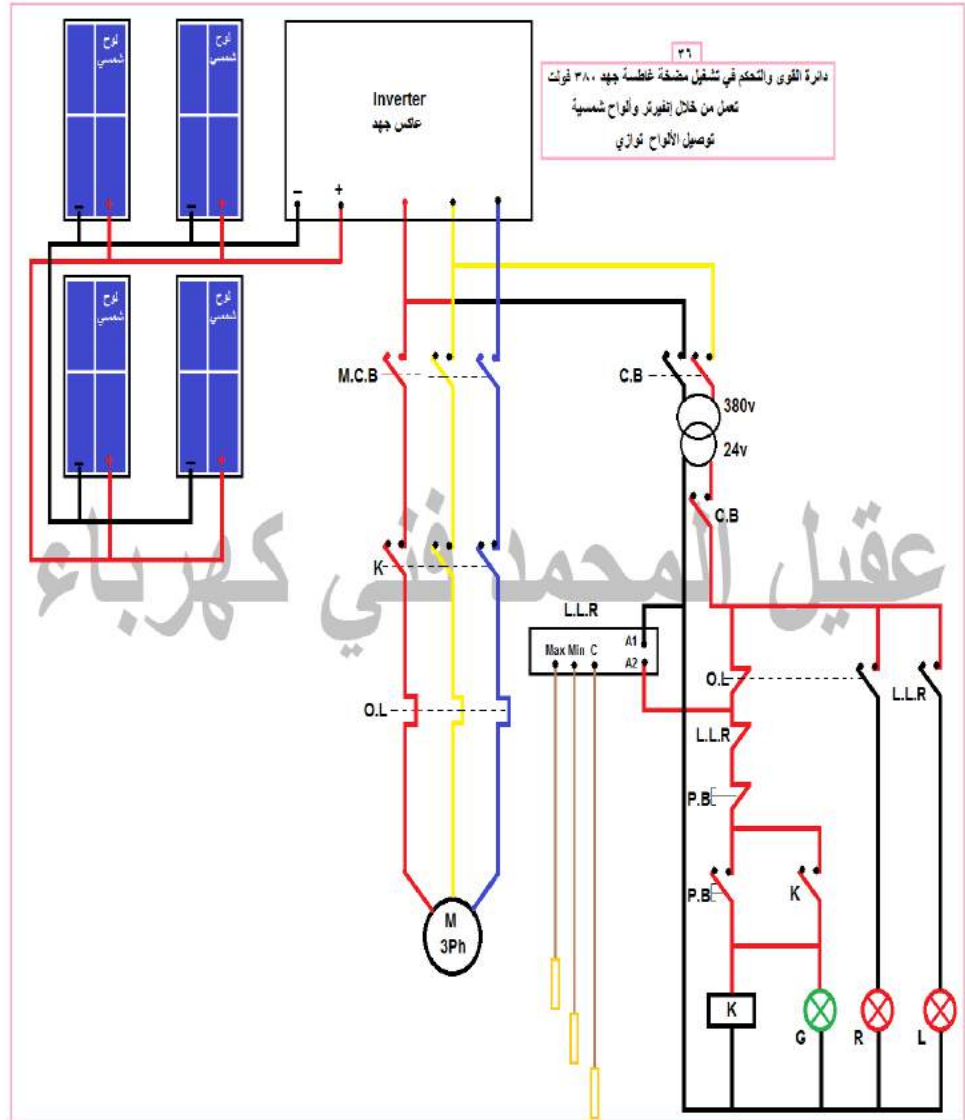 لوح
شمسي
لوح
شمسي
Inverter
عاكس جهد
٣٦
دائرة القوى والتحكم في تشغيل مضخة غاطسة جهد ٣٨٠ فولت
تعمل من خلال إنفيرتر وألواح شمسية
توصيل الألواح توازي
− +
− +
− +
لوح
شمسي
لوح
شمسي
M.C.B
C.B
380v
24v
− +
− +
C.B
عقيل المحمد فني كهرباء
K
L.L.R
Max Min C
A1
A2
O.L
O.L
L.L.R
L.L.R
P.B
P.B
K
M
3Ph
K
G
R
L